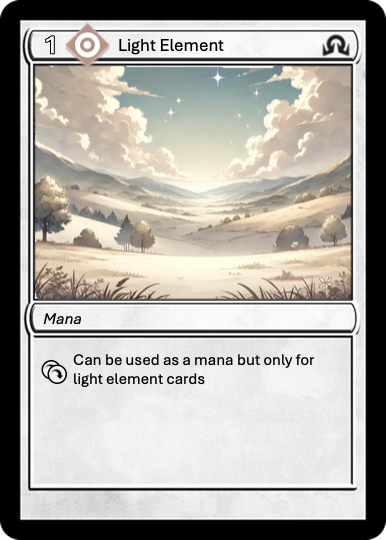 1 Light Element
Mana
Can be used as a mana but only for
light element cards